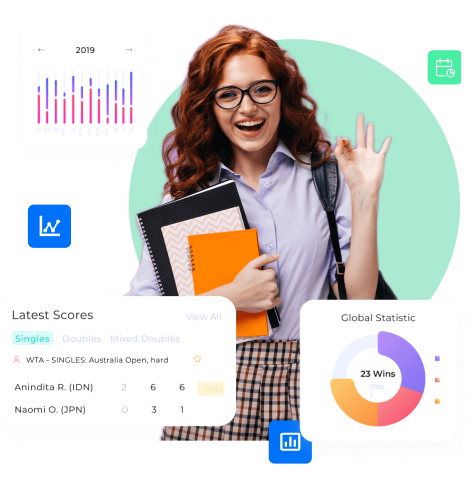 2019
Latest Scores
View All
Singles Doubles Mixed Doubles
WTA - SINGLES: Australia Open, hard
Anindita R. (IDN) 2 6 6 WIN
Naomi O. (JPN) 0 3 1
Global Statistic
23 Wins